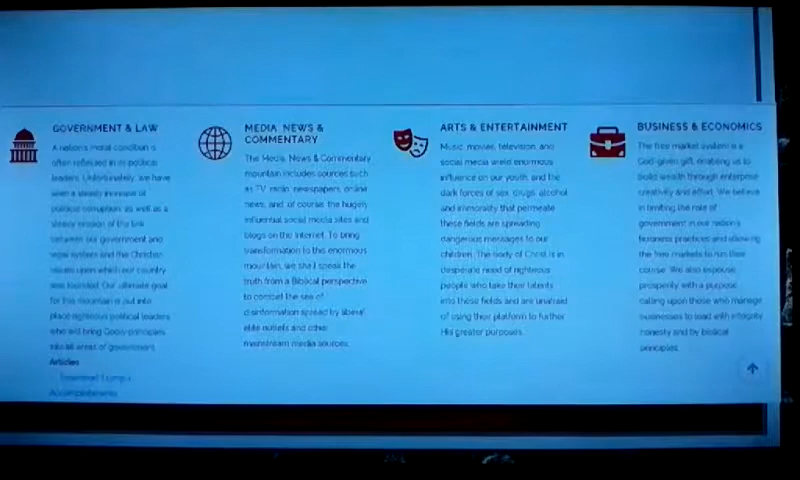 GOVERNMENT & LAW
A nation's moral condition is
often reflected in its political
leaders. Unfortunately, we have
seen a steady increase of
political corruption, as well as a
steady erosion of the link
between our government and
legal system and the Christian
values upon which our country
was founded. Our ultimate goal
for this mountain is to put into
place righteous political leaders
who will bring Godly principles
into all areas of government.
Articles
President Trump's
Accomplishments
MEDIA, NEWS &
COMMENTARY
The Media, News & Commentary
mountain includes sources such
as TV, radio, newspapers, online
news, and, of course, the hugely
influential social media sites and
blogs on the Internet. To bring
transformation to this enormous
mountain, we shall speak the
truth from a Biblical perspective
to combat the sea of
disinformation spread by liberal
elite outlets and other
mainstream media sources.
ARTS & ENTERTAINMENT
Music, movies, television, and
social media wield enormous
influence on our youth, and the
dark forces of sex, drugs, alcohol
and immorality that permeate
these fields are spreading
dangerous messages to our
children. The body of Christ is in
desperate need of righteous
people who take their talents
into these fields and are unafraid
of using their platform to further
His greater purposes.
BUSINESS & ECONOMICS
The free market system is a
God-given gift, enabling us to
build wealth through enterprise,
creativity and effort. We believe
in limiting the role of
government in our nation's
business practices and allowing
the free markets to run their
course. We also espouse
prosperity with a purpose,
calling upon those who manage
businesses to lead with integrity,
honesty and by biblical
principles.